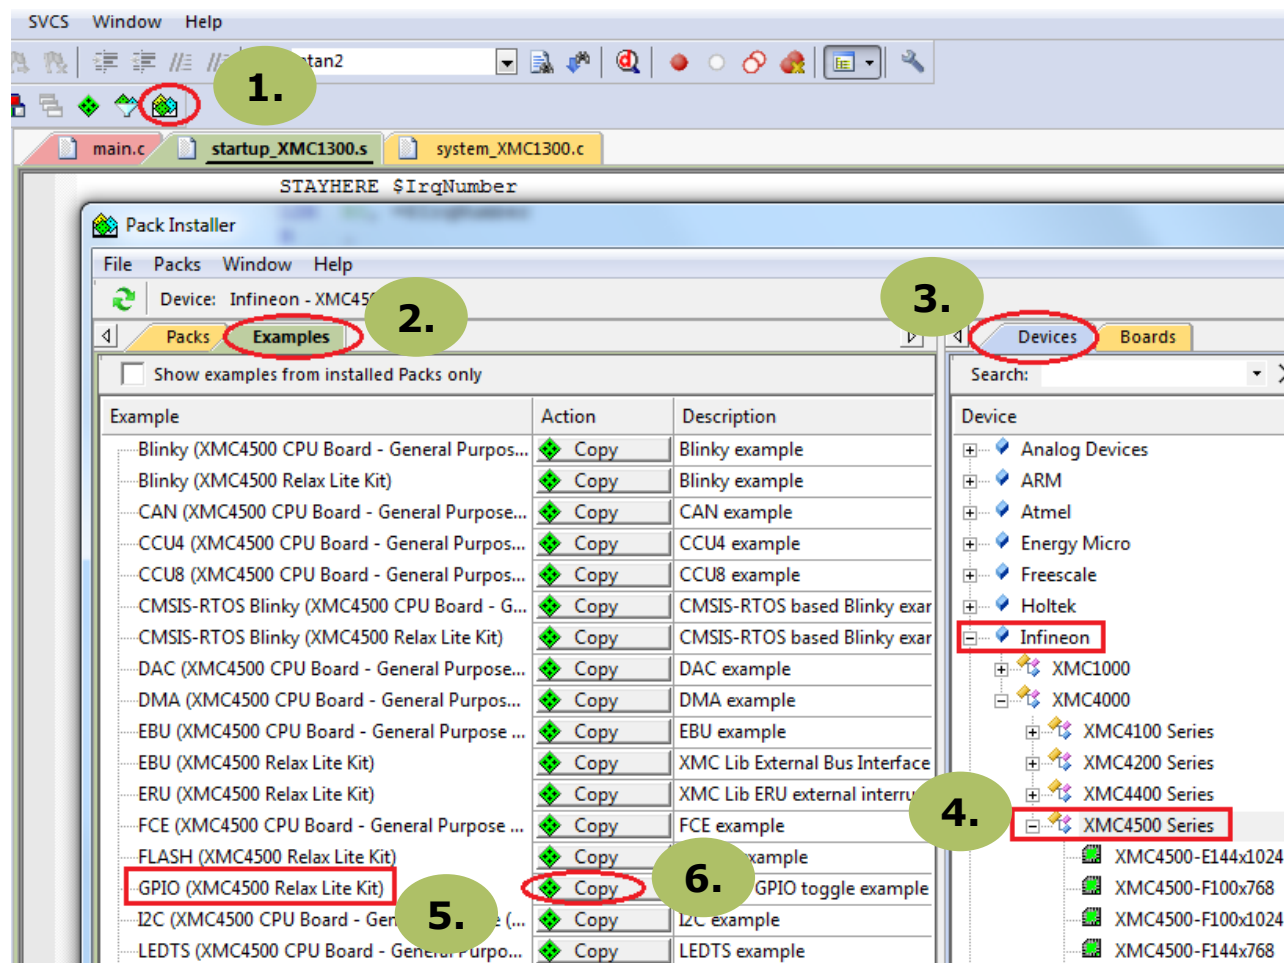 SVCS Window Help
tan2
1.
main.c startup_XMC1300.s system_XMC1300.c
STAYHERE $IrqNumber
Pack Installer
File Packs Window Help
Device: Infineon - XMC45
2.
3.
Packs Examples
Devices Boards
Show examples from installed Packs only
Search:
Example Action Description
Device
Blinky (XMC4500 CPU Board - General Purpos... Copy Blinky example
Analog Devices
Blinky (XMC4500 Relax Lite Kit) Copy Blinky example
ARM
CAN (XMC4500 CPU Board - General Purpose... Copy CAN example
Atmel
CCU4 (XMC4500 CPU Board - General Purpos... Copy CCU4 example
Energy Micro
CCU8 (XMC4500 CPU Board - General Purpos... Copy CCU8 example
Freescale
CMSIS-RTOS Blinky (XMC4500 CPU Board - G... Copy CMSIS-RTOS based Blinky exar
Holtek
CMSIS-RTOS Blinky (XMC4500 Relax Lite Kit) Copy CMSIS-RTOS based Blinky exar
Infineon
DAC (XMC4500 CPU Board - General Purpose... Copy DAC example
XMC1000
DMA (XMC4500 CPU Board - General Purpos... Copy DMA example
XMC4000
EBU (XMC4500 CPU Board - General Purpose ... Copy EBU example
XMC4100 Series
EBU (XMC4500 Relax Lite Kit) Copy XMC Lib External Bus Interface
XMC4200 Series
ERU (XMC4500 Relax Lite Kit) Copy XMC Lib ERU external interru
XMC4400 Series
4.
FCE (XMC4500 CPU Board - General Purpose ... Copy FCE example
XMC4500 Series
FLASH (XMC4500 Relax Lite Kit) Copy xample
XMC4500-E144x1024
GPIO (XMC4500 Relax Lite Kit) Copy GPIO toggle example
XMC4500-F100x768
5.
6.
I2C (XMC4500 CPU Board - Gen e (... Copy I2C example
XMC4500-F100x1024
LEDTS (XMC4500 CPU Board - General Purpo... Copy LEDTS example
XMC4500-F144x768